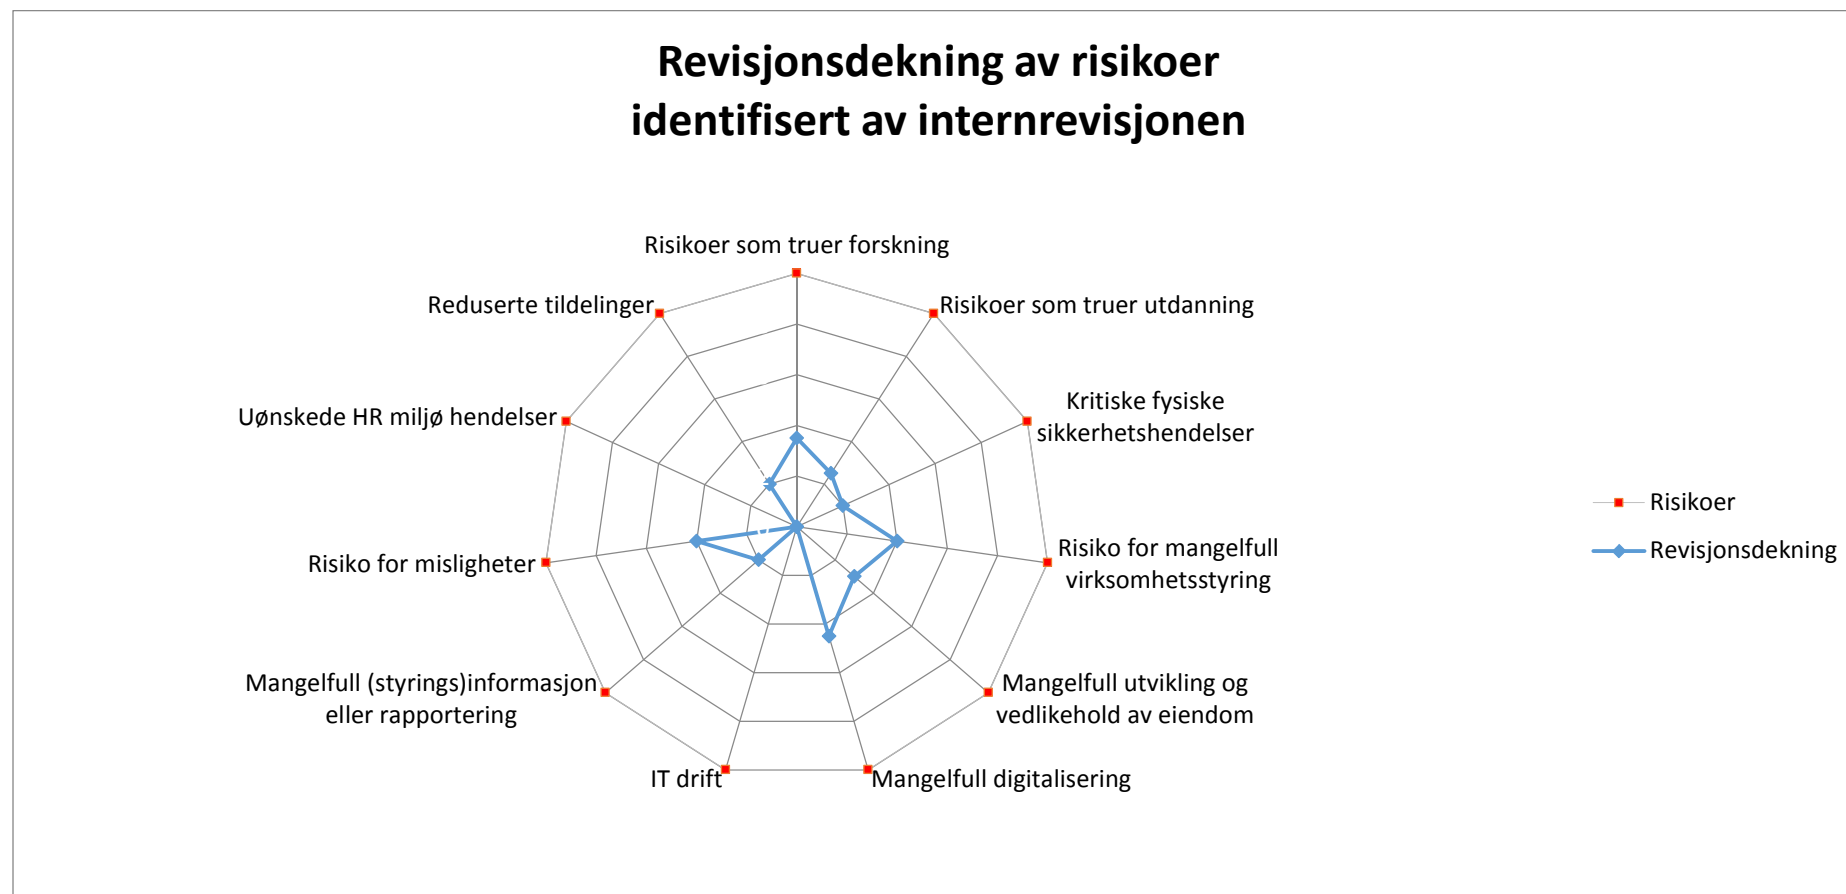 Revisjonsdekning av risikoer
identifisert av internrevisjonen
Risikoer som truer forskning
Reduserte tildelinger
Risikoer som truer utdanning
Uønskede HR miljø hendelser
Kritiske fysiske
sikkerhetshendelser
Risikoer
Revisjonsdekning
Risiko for misligheter
Risiko for mangelfull
virksomhetsstyring
Mangelfull (styrings)informasjon
eller rapportering
Mangelfull utvikling og
vedlikehold av eiendom
IT drift
Mangelfull digitalisering